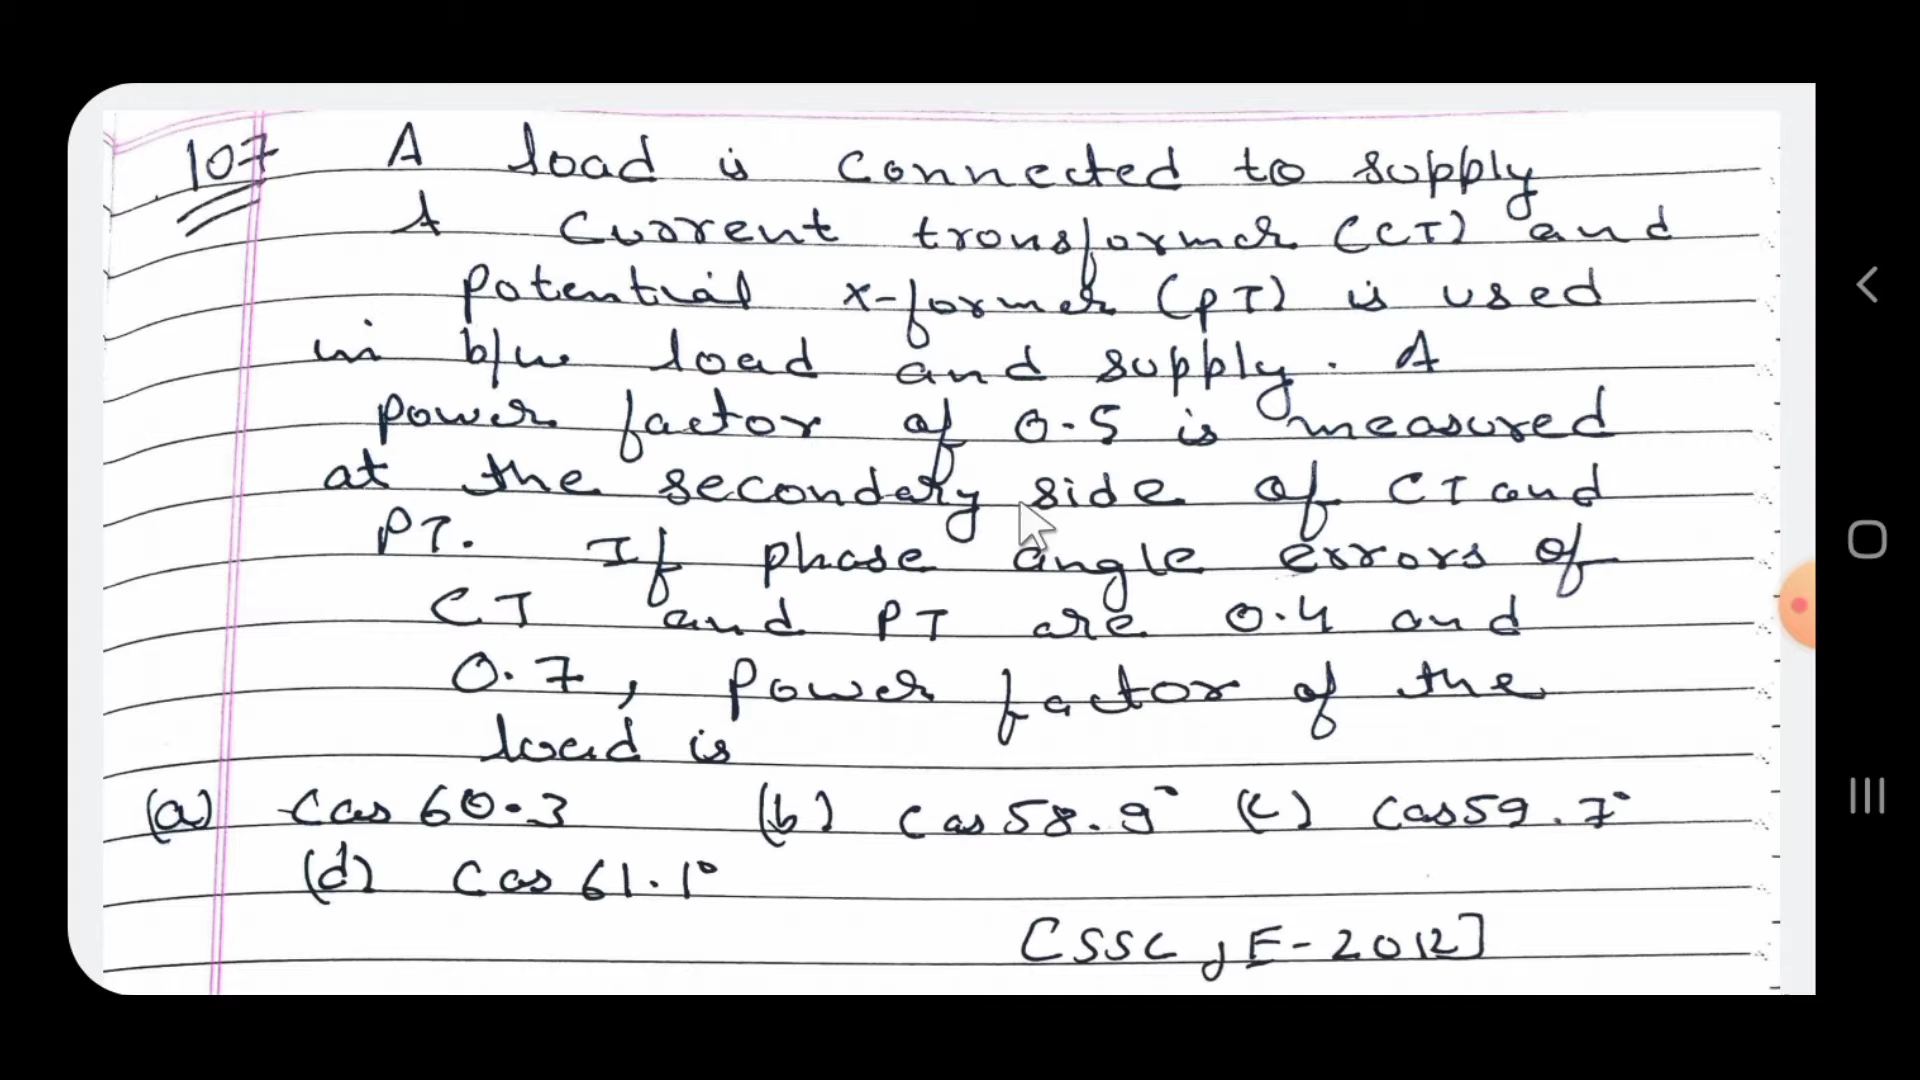 107 A load is connected to supply
A current transformer (CT) and
potential x-former (PT) is used
in b/w load and supply. A
power factor of 0.5 is measured
at the secondary side of CT and
PT. If phase angle errors of
CT and PT are 0.4 and
0.7, power factor of the
load is
(a) cos 60.3 (b) cos 58.9° (c) cos 59.7°
(d) cos 61.1°
[SSC JE-2012]